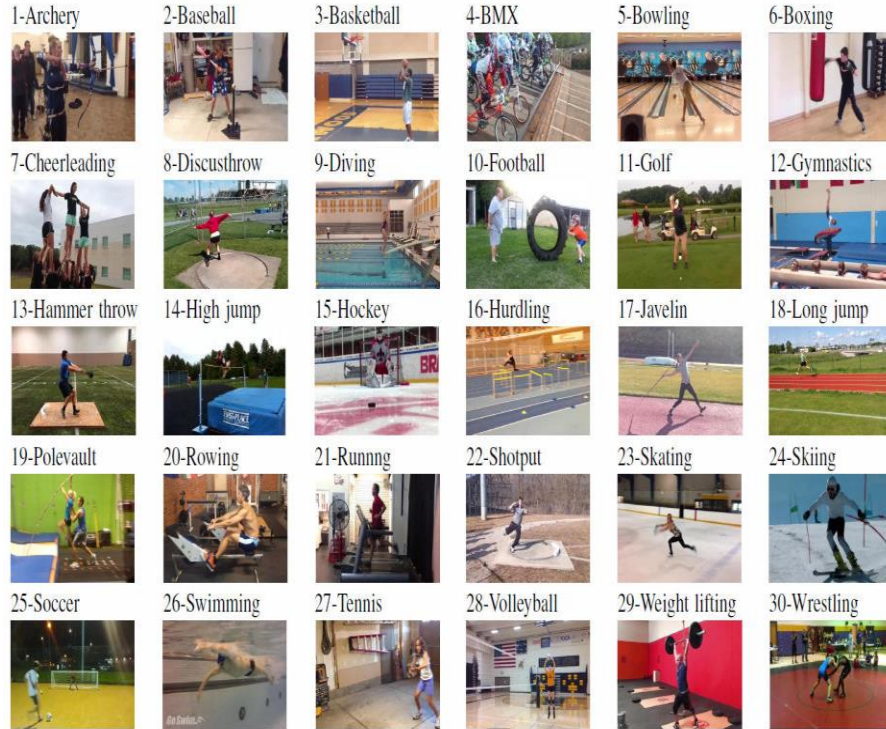 1-Archery
2-Baseball
3-Basketball
4-BMX
5-Bowling
6-Boxing
7-Cheerleading
8-Discusthrow
9-Diving
10-Football
11-Golf
12-Gymnastics
13-Hammer throw
14-High jump
15-Hockey
BRA
16-Hurdling
17-Javelin
18-Long jump
19-Polevault
20-Rowing
21-Runnng
22-Shotput
23-Skating
24-Skiing
25-Soccer
26-Swimming
Go Swim
27-Tennis
28-Volleyball
29-Weight lifting
30-Wrestling